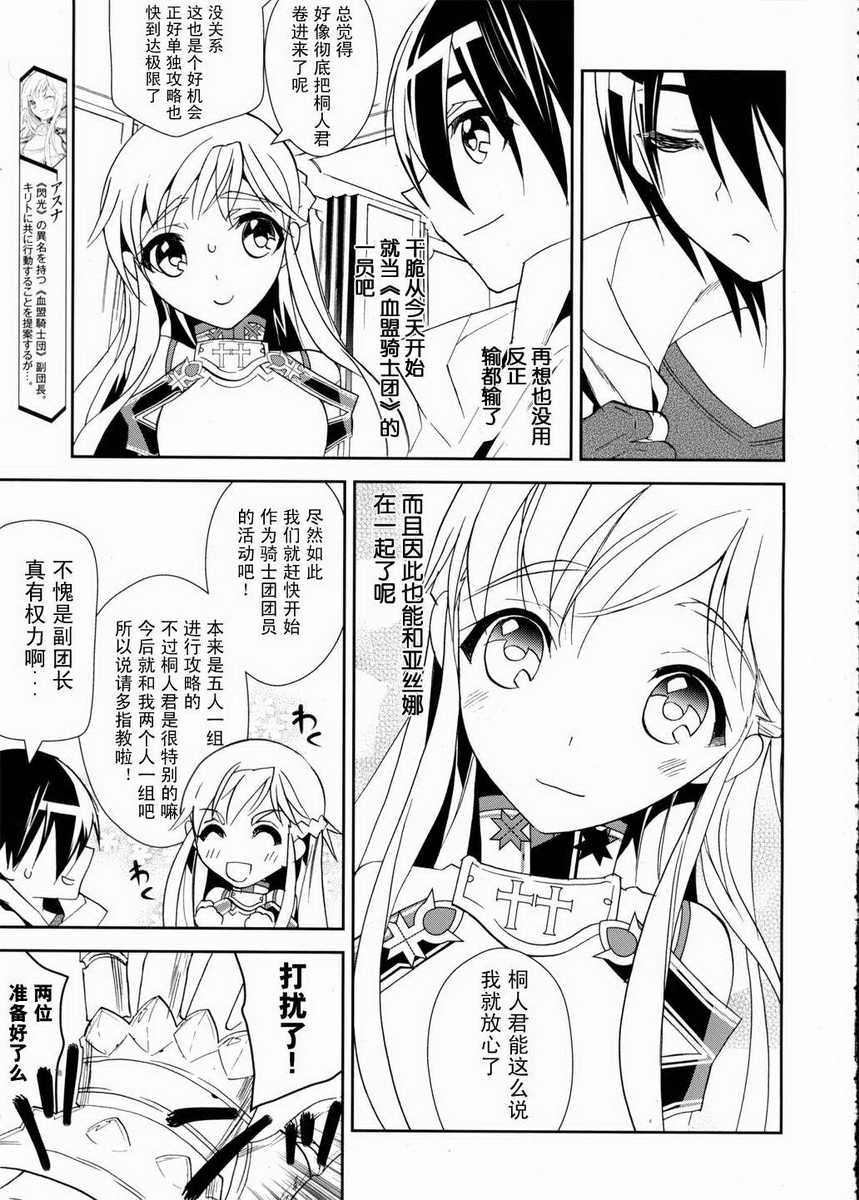 再想也没用
反正
输都输了
干脆从今天开始
就当《血盟骑士团》的
一员吧
总觉得
好像彻底把桐人君
卷进来了呢
没关系
这也是个好机会
正好单独攻略也
快到达极限了
アスナ
《閃光》の異名を持つ《血盟騎士団》副団長。
キリトに共に行動することを提案するが…。
而且因此也能和亚丝娜
在一起了呢
桐人君能这么说
我就放心了
尽然如此
我们就赶快开始
作为骑士团团员
的活动吧！
本来是五人一组
进行攻略的
不过桐人君是很特别的嘛
今后就和我两个人一组吧
所以说请多指教啦！
わく
わく
不愧是副团长
真有权力啊···
打扰了！
两位
准备好了么